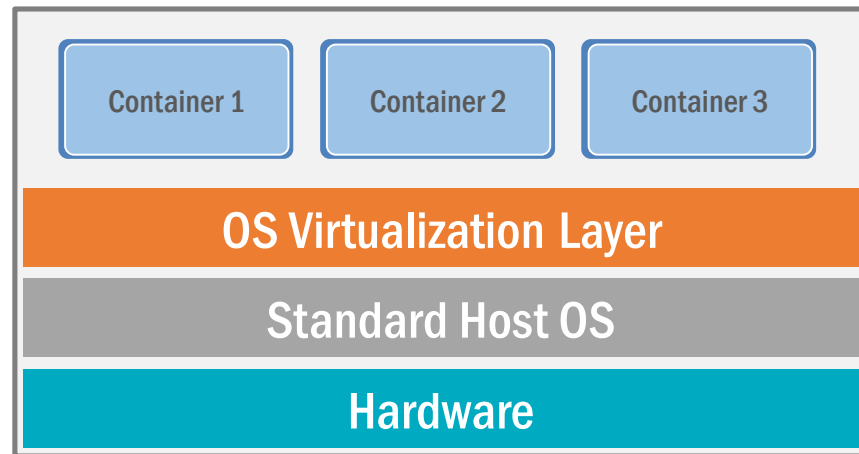 Container 1
Container 2
Container 3
OS Virtualization Layer
Standard Host OS
Hardware